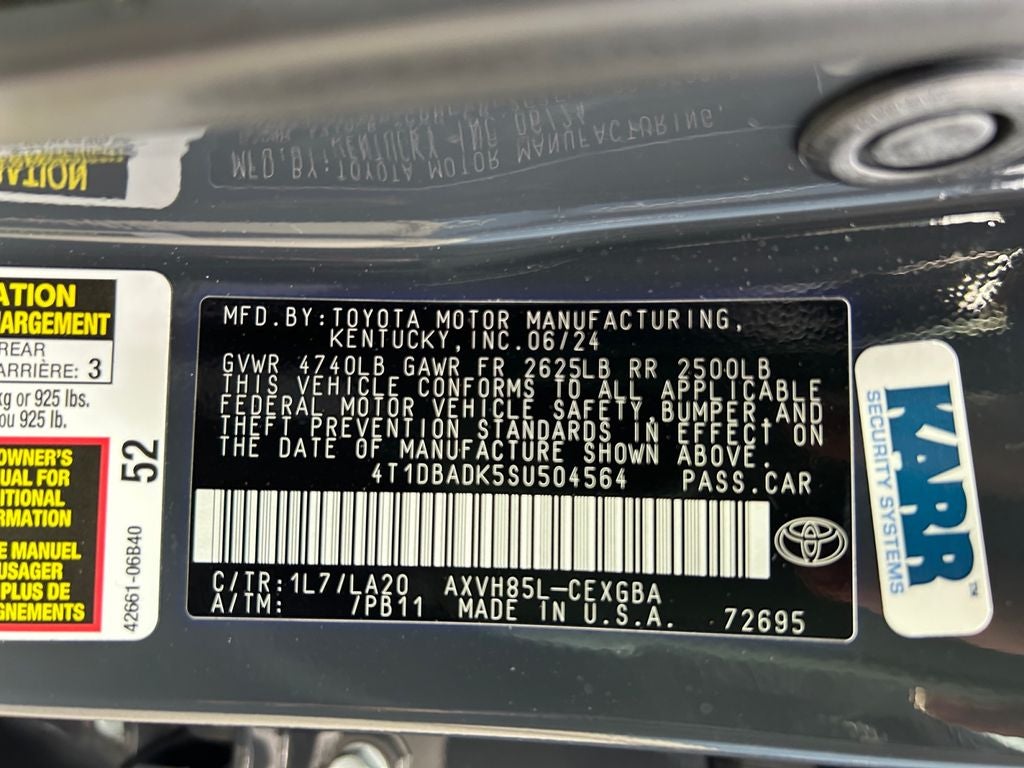 ATION
HARGEMENT
REAR
ARRIÈRE: 3
kg or 925 lbs.
ou 925 lb.
OWNER'S
UAL FOR
ITIONAL
RMATION
E MANUEL
USAGER
PLUS DE
GNEMENTS
52
42661-06B40
MFD.BY:TOYOTA MOTOR MANUFACTURING,
KENTUCKY,INC.06/24
GVWR 4740LB GAWR FR 2625LB RR 2500LB
THIS VEHICLE CONFORMS TO ALL APPLICABLE
FEDERAL MOTOR VEHICLE SAFETY,BUMPER,AND
THEFT PREVENTION STANDARDS IN EFFECT ON
THE DATE OF MANUFACTURE SHOWN ABOVE.
4T1DBADK5SU504564 PASS.CAR
C/TR:1L7/LA20 AXVH85L-CEXGBA
A/TM: /PB11 MADE IN U.S.A. 72695
KARR™
SECURITY SYSTEMS